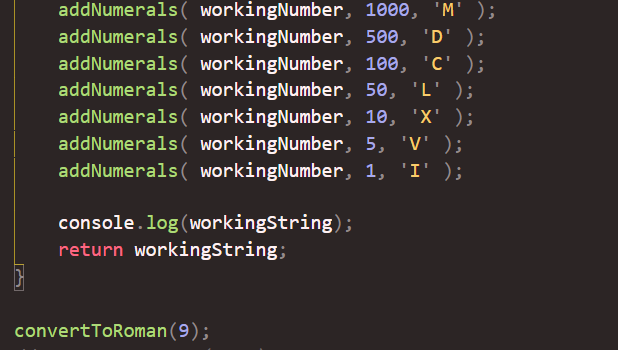 addNumerals( workingNumber, 1000, 'M' );
addNumerals( workingNumber, 500, 'D' );
addNumerals( workingNumber, 100, 'C' );
addNumerals( workingNumber, 50, 'L' );
addNumerals( workingNumber, 10, 'X' );
addNumerals( workingNumber, 5, 'V' );
addNumerals( workingNumber, 1, 'I' );
console.log(workingString);
return workingString;
}
convertToRoman(9);